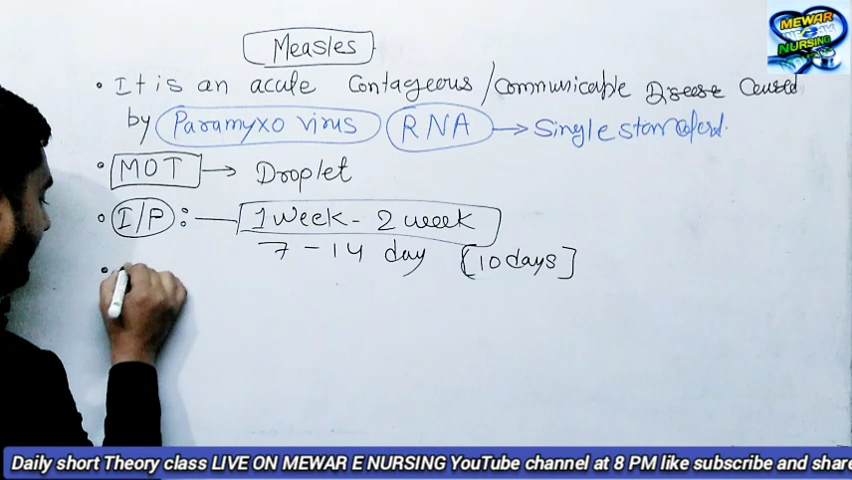 MEWAR
E
NURSING
Measles
• It is an acute Contageous / Communicable Disease Caused
by Paramyxo virus RNA → Single
• MOT → Droplet
• I/P : — 1 week - 2 week
7 - 14 day [10 days]
•
Daily short Theory class LIVE ON MEWAR E NURSING YouTube channel at 8 PM like subscribe and share